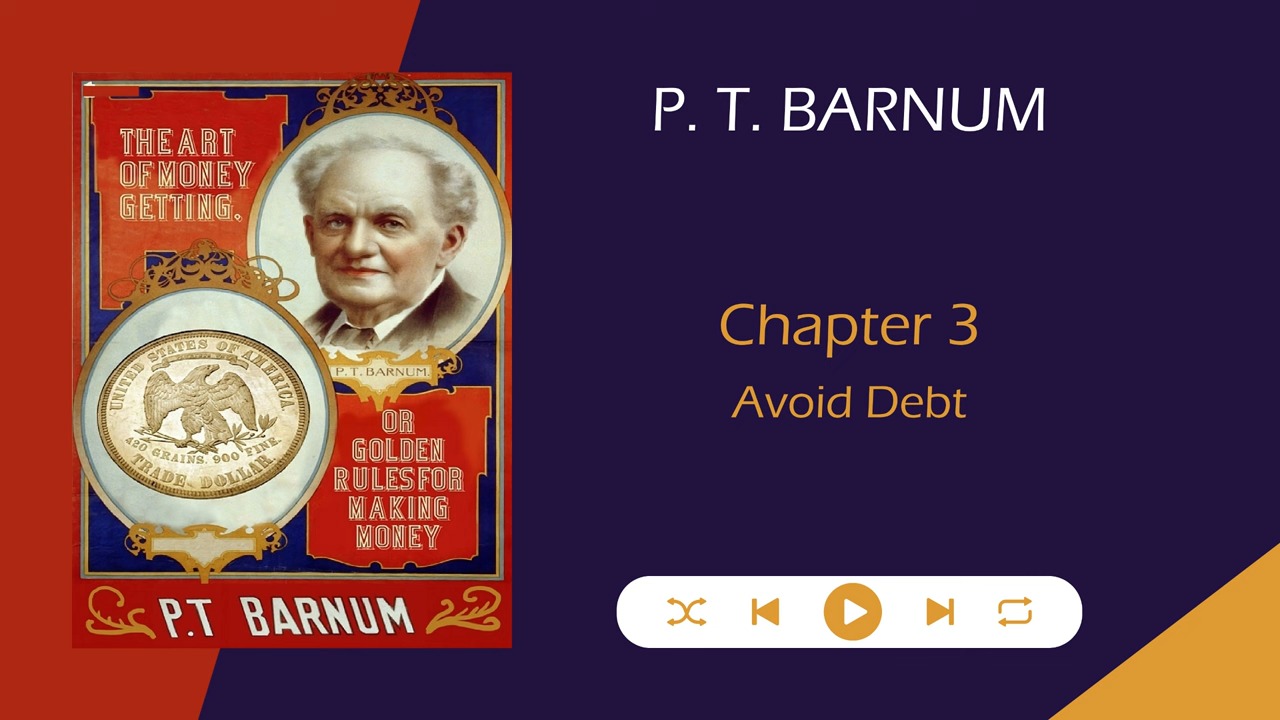 THE ART
OF MONEY
GETTING.
P. T. BARNUM.
UNITED STATES OF AMERICA.
420 GRAINS. 900 FINE.
TRADE DOLLAR.
OR
GOLDEN
RULES FOR
MAKING
MONEY
P.T BARNUM
P. T. BARNUM
Chapter 3
Avoid Debt